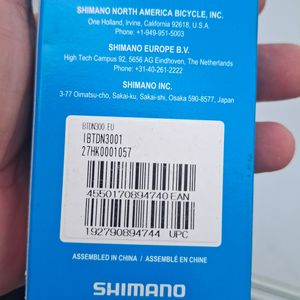 SHIMANO NORTH AMERICA BICYCLE, INC.
One Holland, Irvine, California 92618, U.S.A
Phone: +1-949-951-5003
SHIMANO EUROPE B.V.
High Tech Campus 92, 5656 AG Eindhoven, The Netherlands
Phone: +31-40-261-2222
SHIMANO INC.
3-77 Oimatsu-cho, Sakai-ku, Sakai-shi, Osaka 590-8577, Japan
BTDN300 EU
IBTDN3001
27HK0001057
4550170894740 EAN
192790894744 UPC
ASSEMBLED IN CHINA / ASSEMBLÉ EN CHINE
SHIMANO